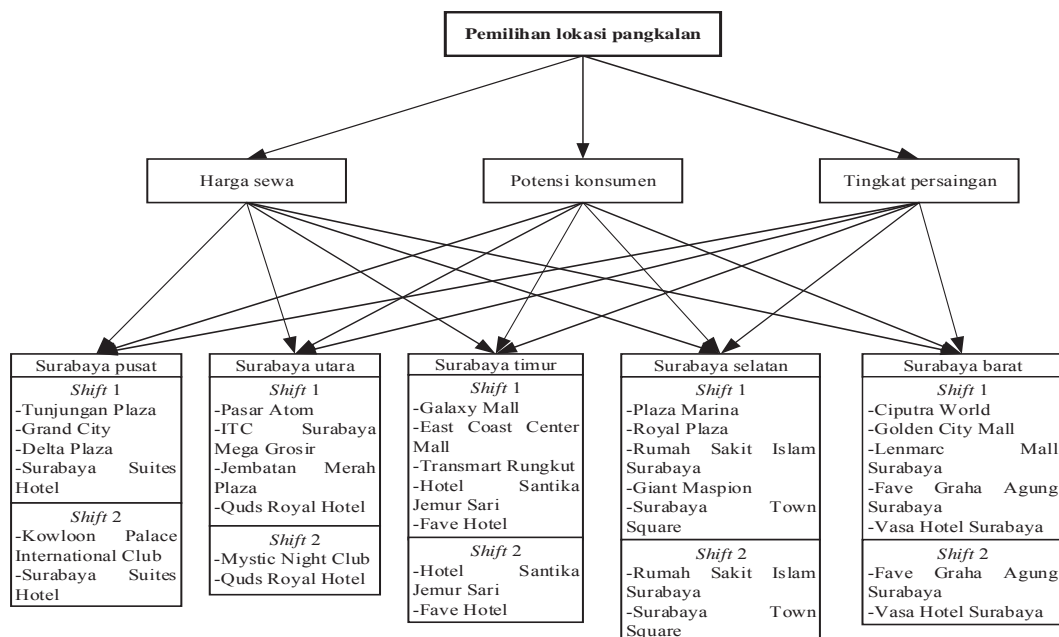 Pemilihan lokasi pangkalan
Harga sewa
Potensi konsumen
Tingkat persaingan
Surabaya pusat
Shift 1
-Tunjungan Plaza
-Grand City
-Delta Plaza
-Surabaya Suites
Hotel
Shift 2
-Kowloon Palace
International Club
-Surabaya Suites
Hotel
Surabaya utara
Shift 1
-Pasar Atom
-ITC Surabaya
Mega Grosir
-Jembatan Merah
Plaza
-Quds Royal Hotel
Shift 2
-Mystic Night Club
-Quds Royal Hotel
Surabaya timur
Shift 1
-Galaxy Mall
-East Coast Center
Mall
-Transmart Rungkut
-Hotel Santika
Jemur Sari
-Fave Hotel
Shift 2
-Hotel Santika
Jemur Sari
-Fave Hotel
Surabaya selatan
Shift 1
-Plaza Marina
-Royal Plaza
-Rumah Sakit Islam
Surabaya
-Giant Maspion
-Surabaya Town
Square
Shift 2
-Rumah Sakit Islam
Surabaya
-Surabaya Town
Square
Surabaya barat
Shift 1
-Ciputra World
-Golden City Mall
-Lenmarc Mall
Surabaya
-Fave Graha Agung
Surabaya
-Vasa Hotel Surabaya
Shift 2
-Fave Graha Agung
Surabaya
-Vasa Hotel Surabaya